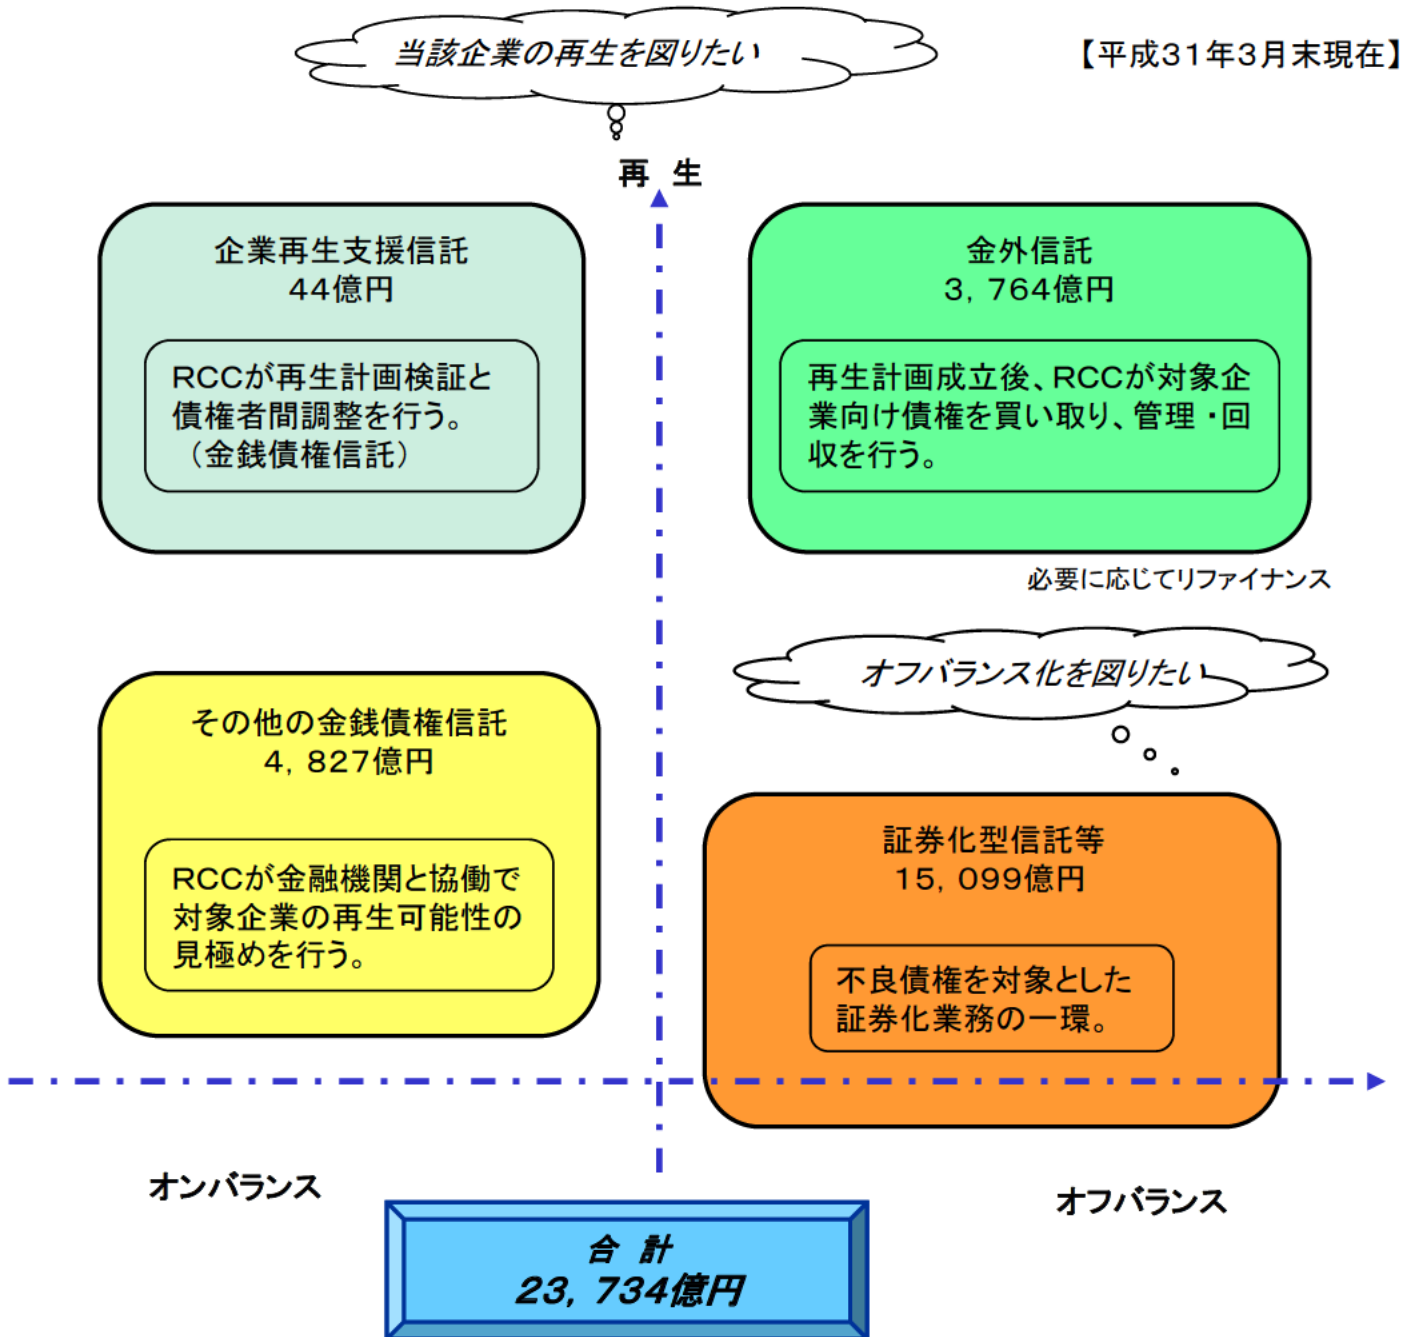 当該企業の再生を図りたい
【平成31年3月末現在】
再　生
企業再生支援信託
44億円
RCCが再生計画検証と
債権者間調整を行う。
（金銭債権信託）
金外信託
3，764億円
再生計画成立後、RCCが対象企
業向け債権を買い取り、管理・回
収を行う。
必要に応じてリファイナンス
オフバランス化を図りたい
その他の金銭債権信託
4，827億円
RCCが金融機関と協働で
対象企業の再生可能性の
見極めを行う。
証券化型信託等
15，099億円
不良債権を対象とした
証券化業務の一環。
オンバランス
オフバランス
合　計
23，734億円